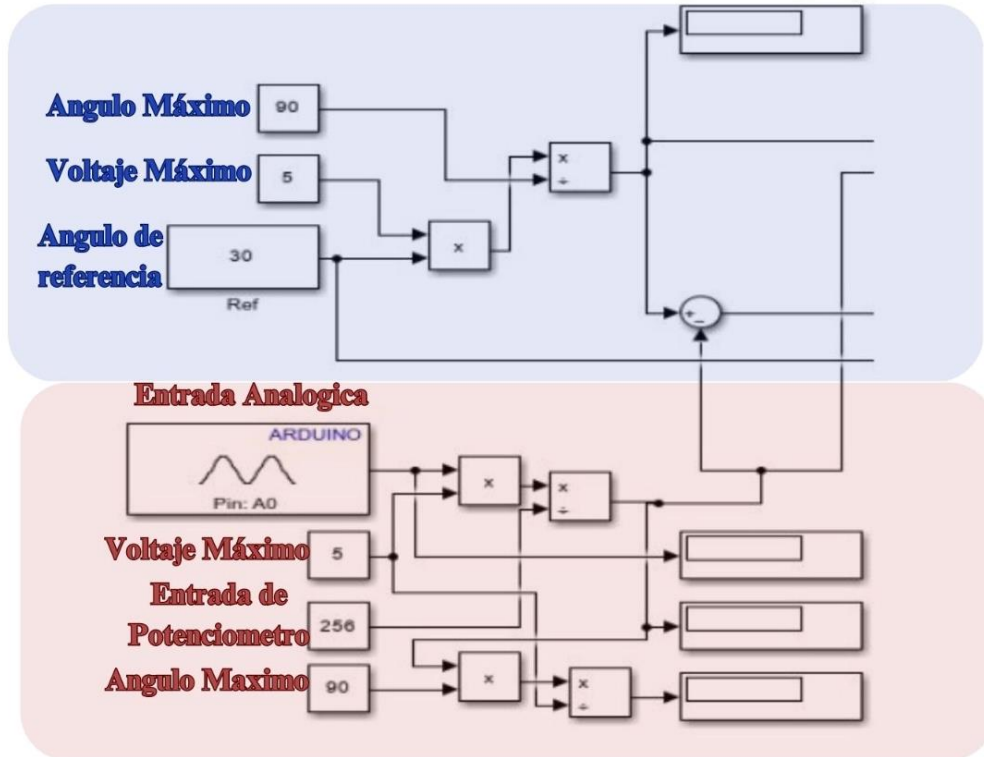 Angulo Máximo
90
Voltaje Máximo
5
Angulo de
referencia
30
Ref
×
×
÷
+
−
Entrada Analogica
ARDUINO
Pin: A0
×
×
÷
Voltaje Máximo
5
Entrada de
Potenciometro
256
Angulo Maximo
90
×
×
÷